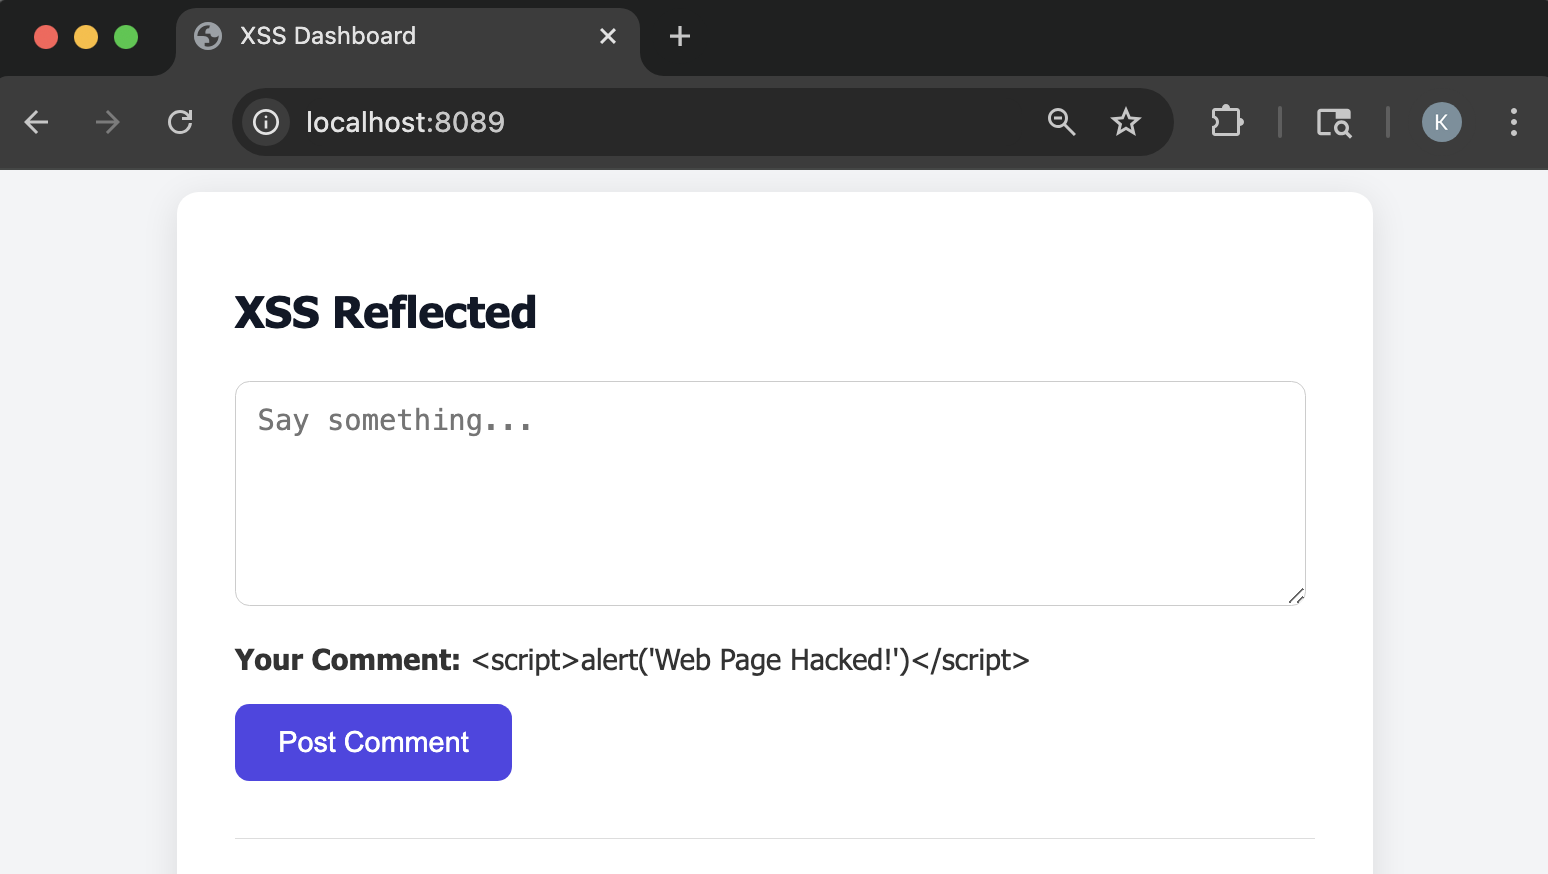 XSS Dashboard
localhost:8089
K
XSS Reflected
Say something...
Your Comment: <script>alert('Web Page Hacked!')</script>
Post Comment